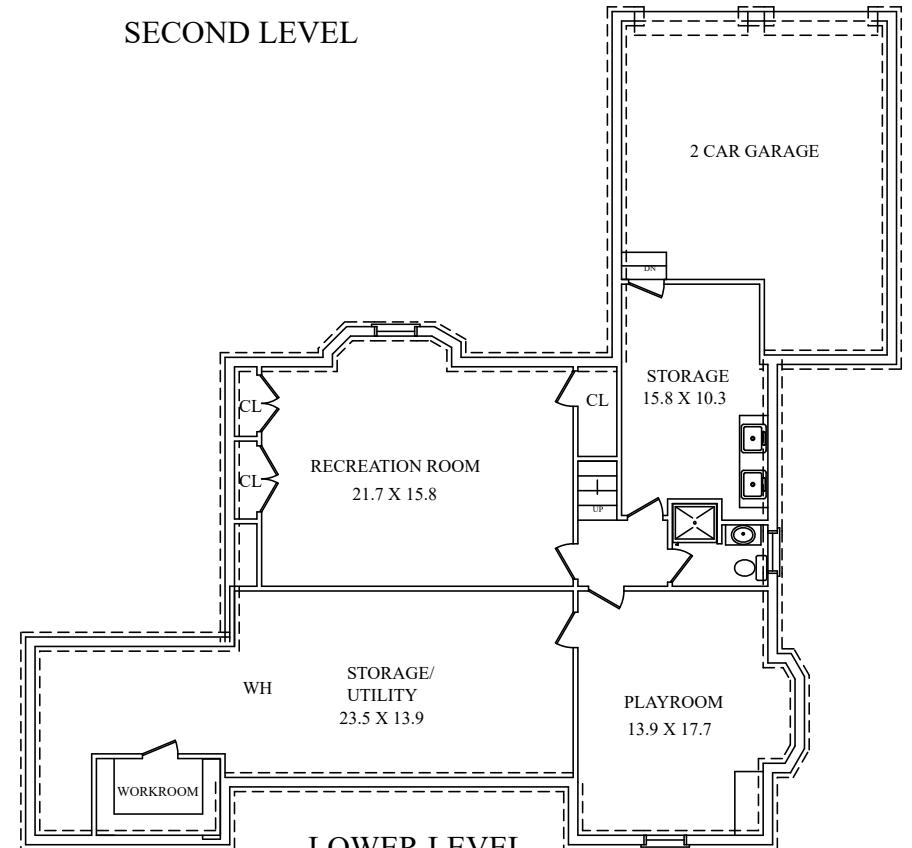 SECOND LEVEL
2 CAR GARAGE
DN
STORAGE
15.8 X 10.3
CL
CL
RECREATION ROOM
21.7 X 15.8
CL
UP
WH
STORAGE/
UTILITY
23.5 X 13.9
PLAYROOM
13.9 X 17.7
WORKROOM
LOWER LEVEL